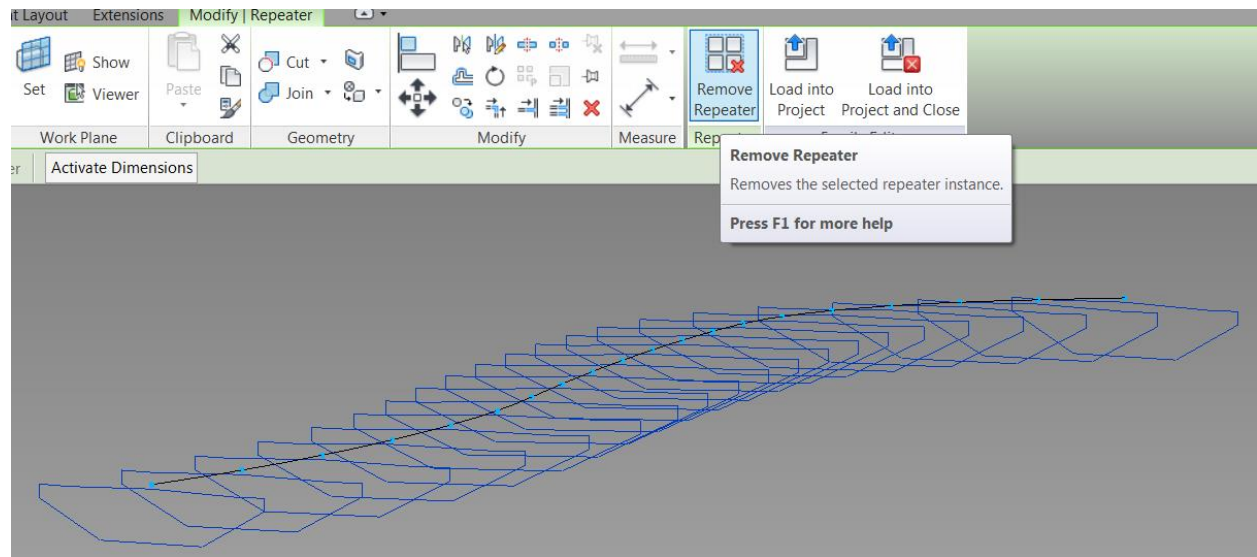 t Layout Extensions Modify | Repeater
Show
Set Viewer
Paste
Cut
Join
Remove Load into Load into
Repeater Project Project and Close
Work Plane Clipboard Geometry Modify Measure
Activate Dimensions
Remove Repeater
Removes the selected repeater instance.
Press F1 for more help